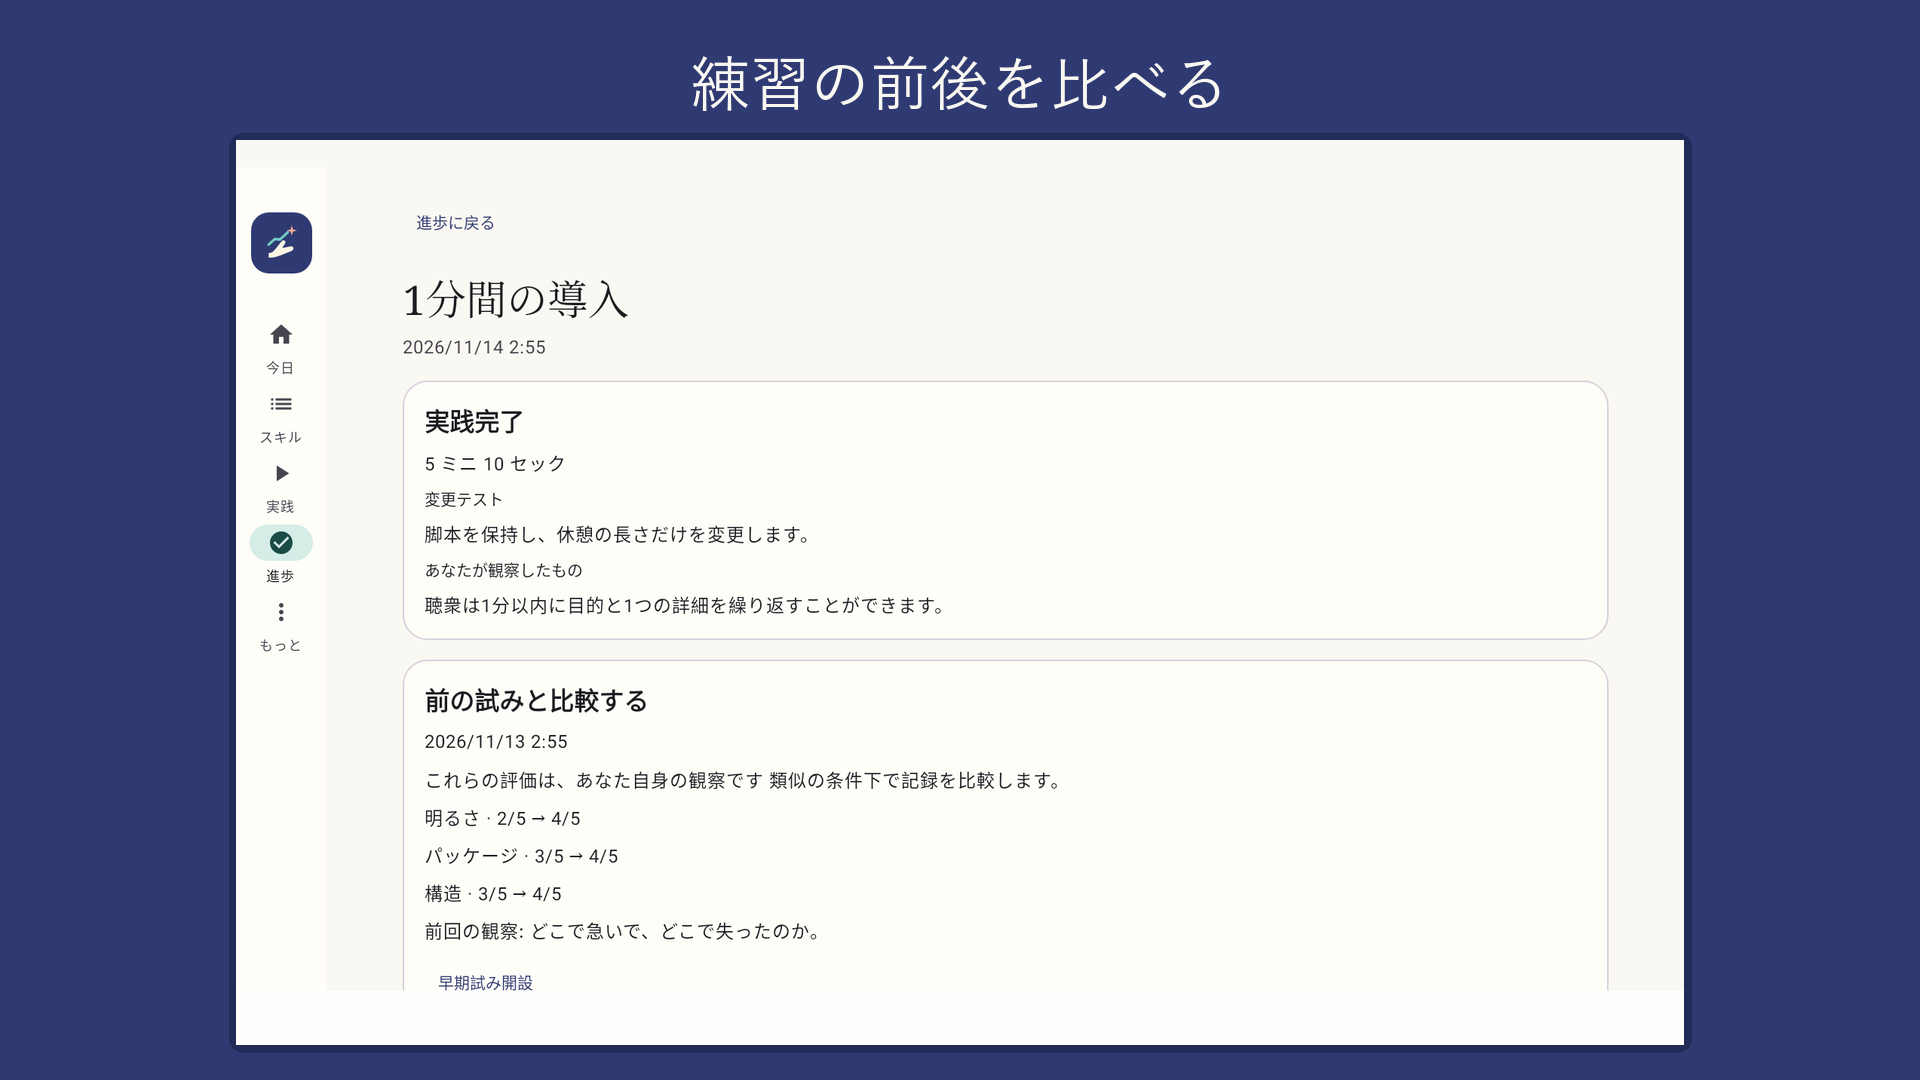 練習の前後を比べる
進歩に戻る
1分間の導入
2026/11/14 2:55
今日
スキル
実践
進歩
もっと
実践完了
5 ミニ 10 セック
変更テスト
脚本を保持し、休憩の長さだけを変更します。
あなたが観察したもの
聴衆は1分以内に目的と1つの詳細を繰り返すことができます。
前の試みと比較する
2026/11/13 2:55
これらの評価は、あなた自身の観察です 類似の条件下で記録を比較します。
明るさ · 2/5 → 4/5
パッケージ · 3/5 → 4/5
構造 · 3/5 → 4/5
前回の観察: どこで急いで、どこで失ったのか。
早期試み開設